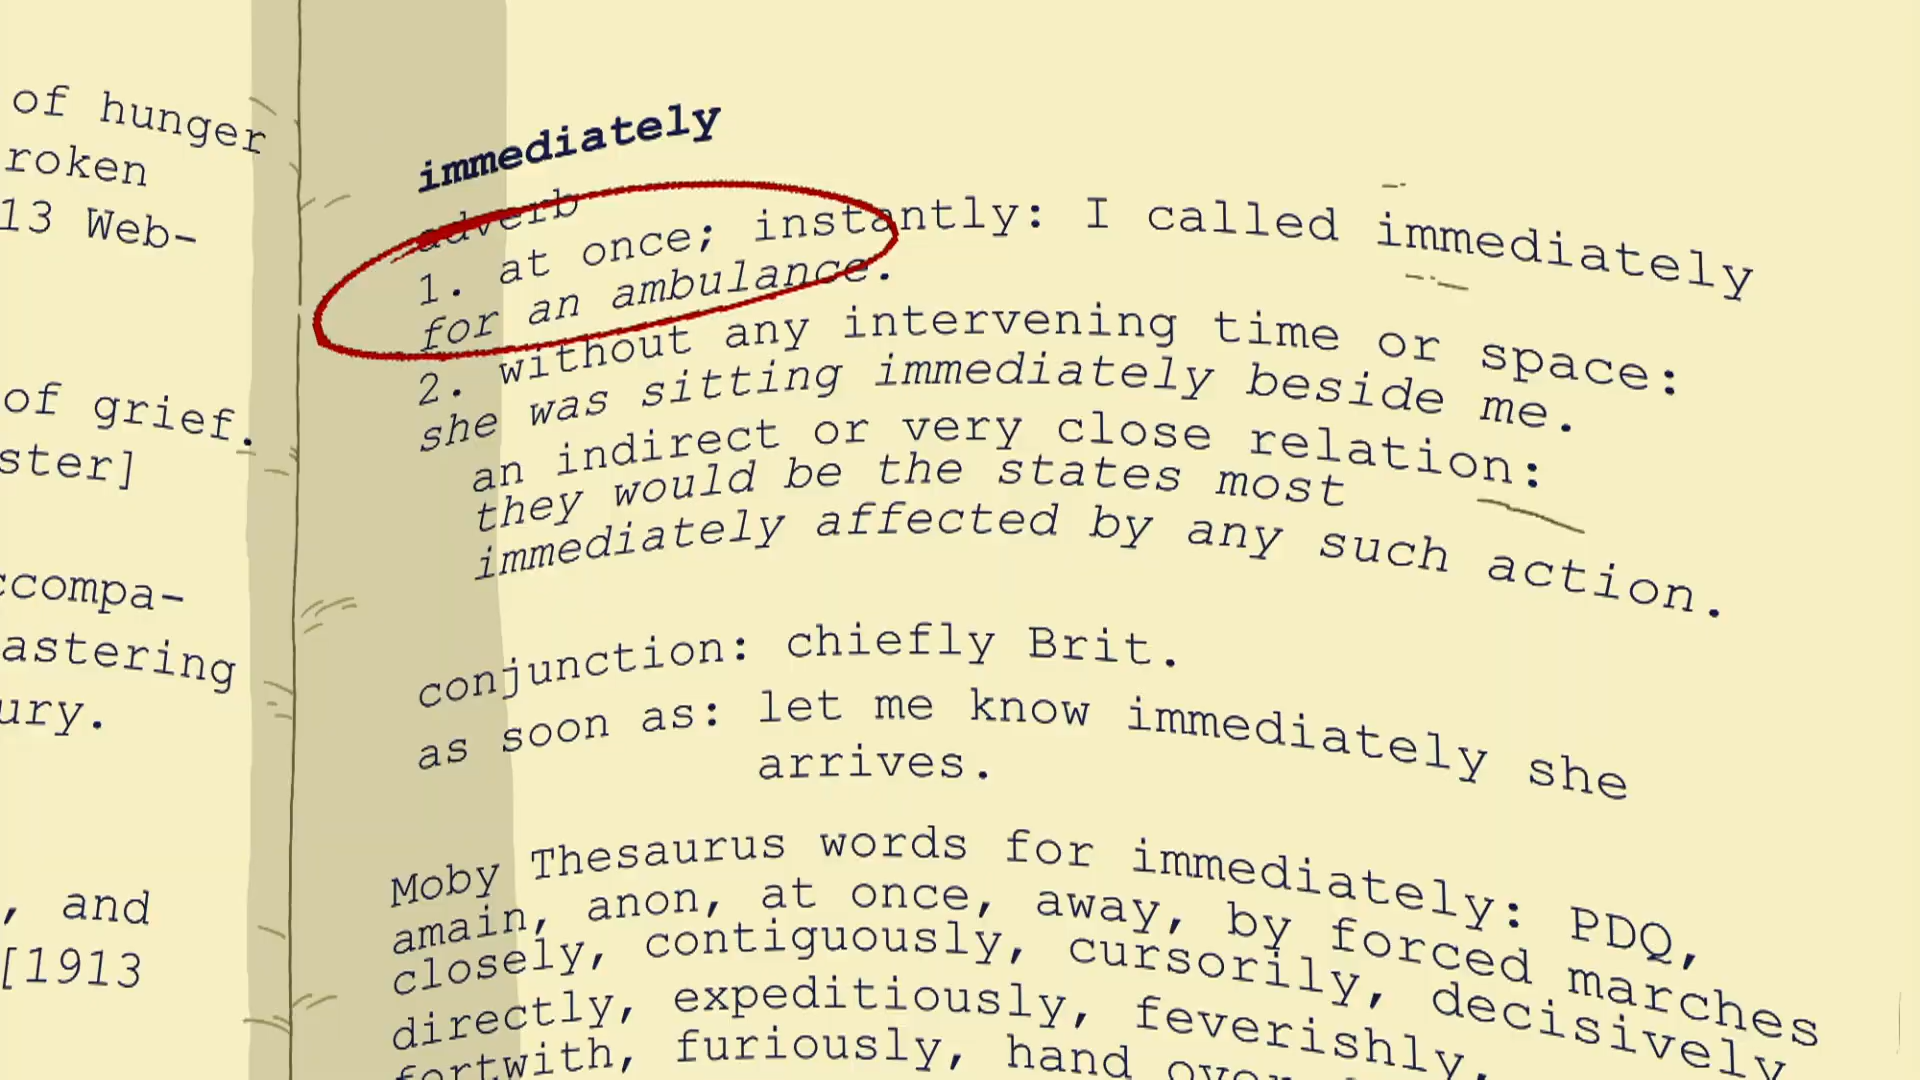 of hunger
roken
13 Web-
of grief.
ster]
ccompa-
astering
ury.
, and
[1913
immediately
adverb
1. at once; instantly: I called immediately
for an ambulance.
2. without any intervening time or space:
she was sitting immediately beside me.
an indirect or very close relation:
they would be the states most
immediately affected by any such action.
conjunction: chiefly Brit.
as soon as: let me know immediately she
arrives.
Moby Thesaurus words for immediately: PDQ,
amain, anon, at once, away, by forced marches
closely, contiguously, cursorily, decisively
directly, expeditiously, feverishly,
fortwith, furiously, hand over